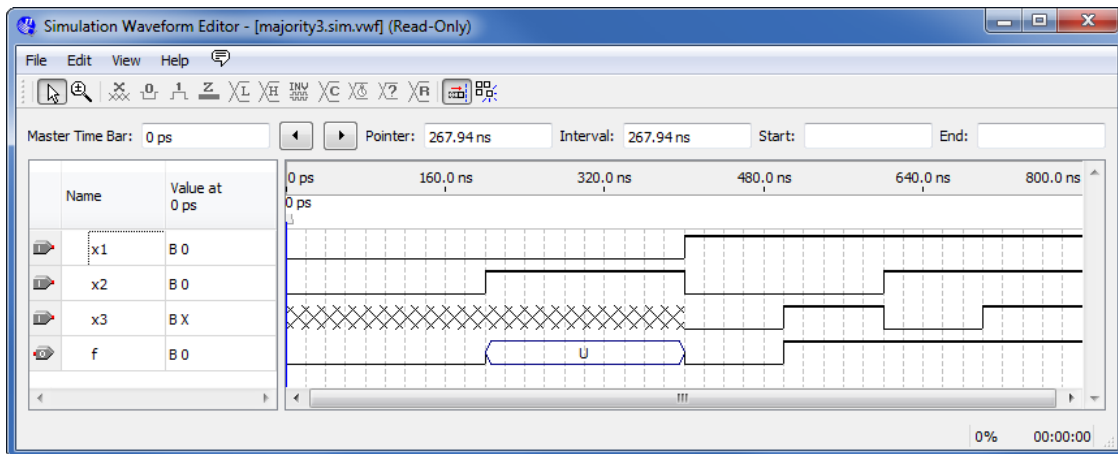 Simulation Waveform Editor - [majority3.sim.vwf] (Read-Only)
File Edit View Help
Master Time Bar: 0 ps Pointer: 267.94 ns Interval: 267.94 ns Start: End:
Name Value at 0 ps
0 ps 160.0 ns 320.0 ns 480.0 ns 640.0 ns 800.0 ns
0 ps
x1 B 0
x2 B 0
x3 B X
f B 0 U
0% 00:00:00